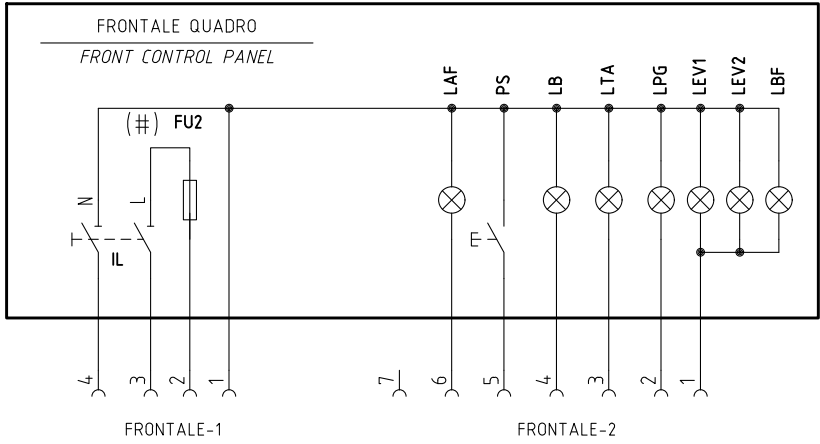 FRONTALE QUADRO
FRONT CONTROL PANEL
LAF PS LB LTA LPG LEV1 LEV2 LBF
(#) FU2
N L
IL
4 3 2 1 7 6 5 4 3 2 1
FRONTALE-1 FRONTALE-2